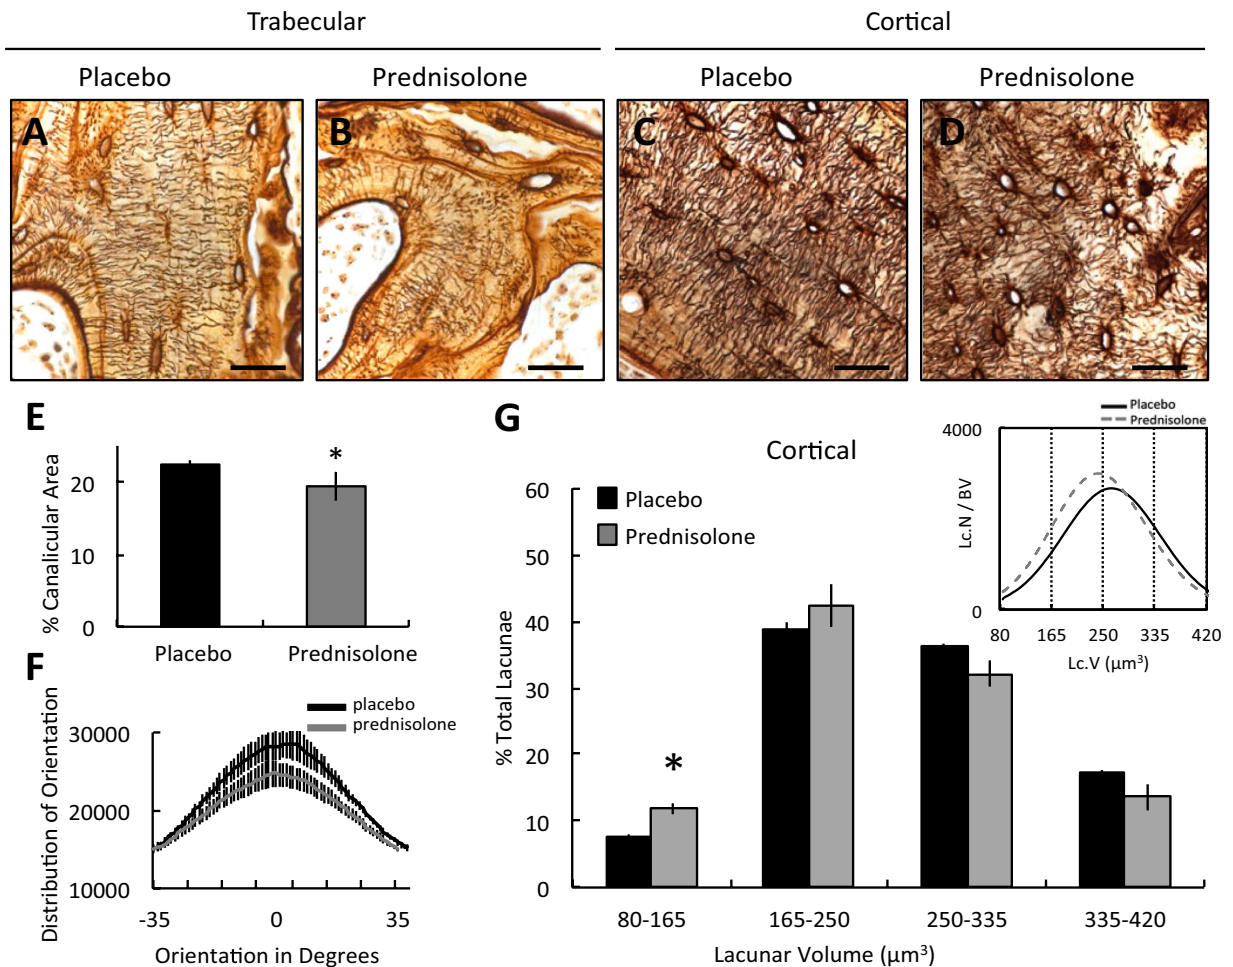 Trabecular
Cortical
Placebo
Prednisolone
Placebo
Prednisolone
A
B
C
D
E
% Canalicular Area
20
10
0
*
Placebo
Prednisolone
F
Distribution of Orientation
placebo
prednisolone
30000
20000
10000
-35
0
35
Orientation in Degrees
G
Cortical
Placebo
Prednisolone
% Total Lacunae
60
50
40
30
20
10
0
*
80-165
165-250
250-335
335-420
Lacunar Volume (µm³)
Placebo
Prednisolone
Lc.N / BV
4000
0
80
165
250
335
420
Lc.V (µm³)